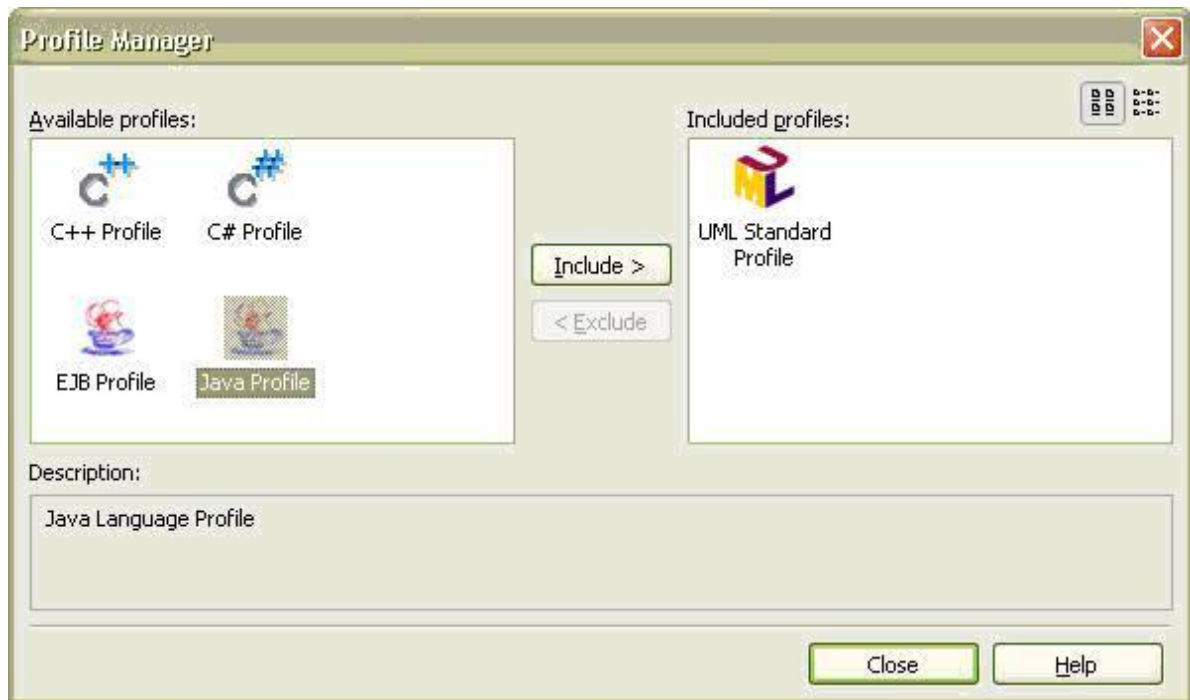 Profile Manager
Available profiles:
C++ Profile
C# Profile
EJB Profile
Java Profile
Include >
< Exclude
Included profiles:
UML
UML Standard
Profile
Description:
Java Language Profile
Close
Help